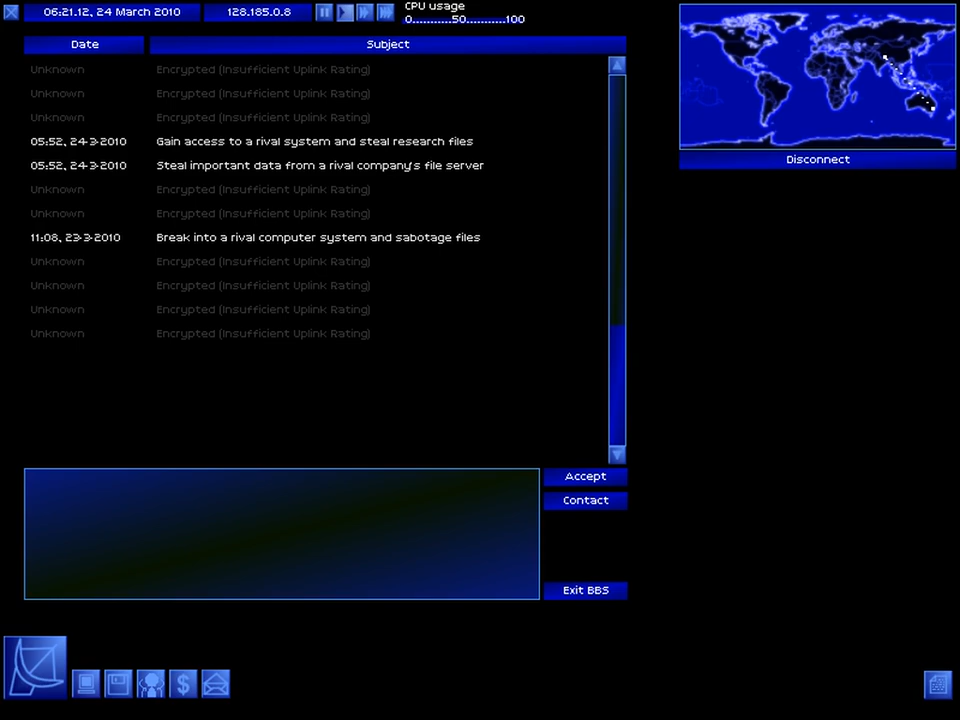 06:21.12, 24 March 2010
128.185.0.8
CPU usage
0............50...........100
Date
Subject
Unknown Encrypted (Insufficient Uplink Rating)
Unknown Encrypted (Insufficient Uplink Rating)
Unknown Encrypted (Insufficient Uplink Rating)
05:52, 24-3-2010 Gain access to a rival system and steal research files
05:52, 24-3-2010 Steal important data from a rival company's file server
Unknown Encrypted (Insufficient Uplink Rating)
Unknown Encrypted (Insufficient Uplink Rating)
11:08, 23-3-2010 Break into a rival computer system and sabotage files
Unknown Encrypted (Insufficient Uplink Rating)
Unknown Encrypted (Insufficient Uplink Rating)
Unknown Encrypted (Insufficient Uplink Rating)
Unknown Encrypted (Insufficient Uplink Rating)
Disconnect
Accept
Contact
Exit BBS